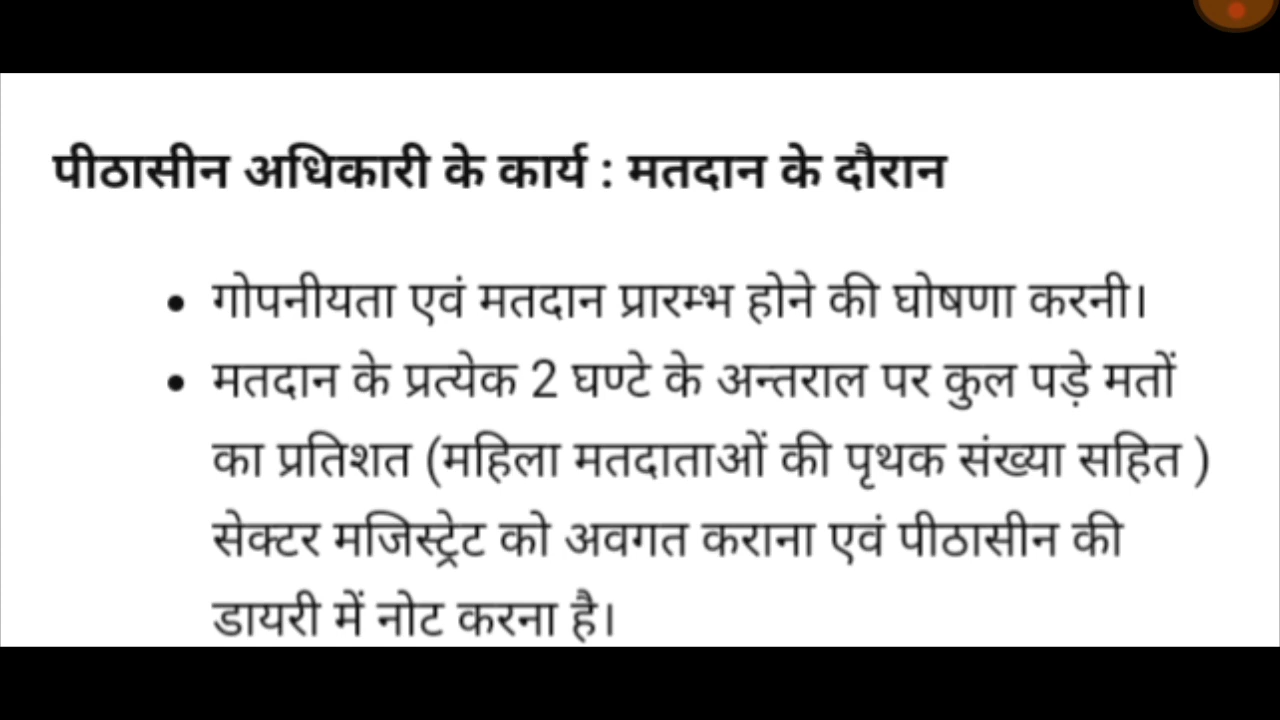 पीठासीन अधिकारी के कार्य : मतदान के दौरान
• गोपनीयता एवं मतदान प्रारम्भ होने की घोषणा करनी।
• मतदान के प्रत्येक 2 घण्टे के अन्तराल पर कुल पड़े मतों
का प्रतिशत (महिला मतदाताओं की पृथक संख्या सहित )
सेक्टर मजिस्ट्रेट को अवगत कराना एवं पीठासीन की
डायरी में नोट करना है।